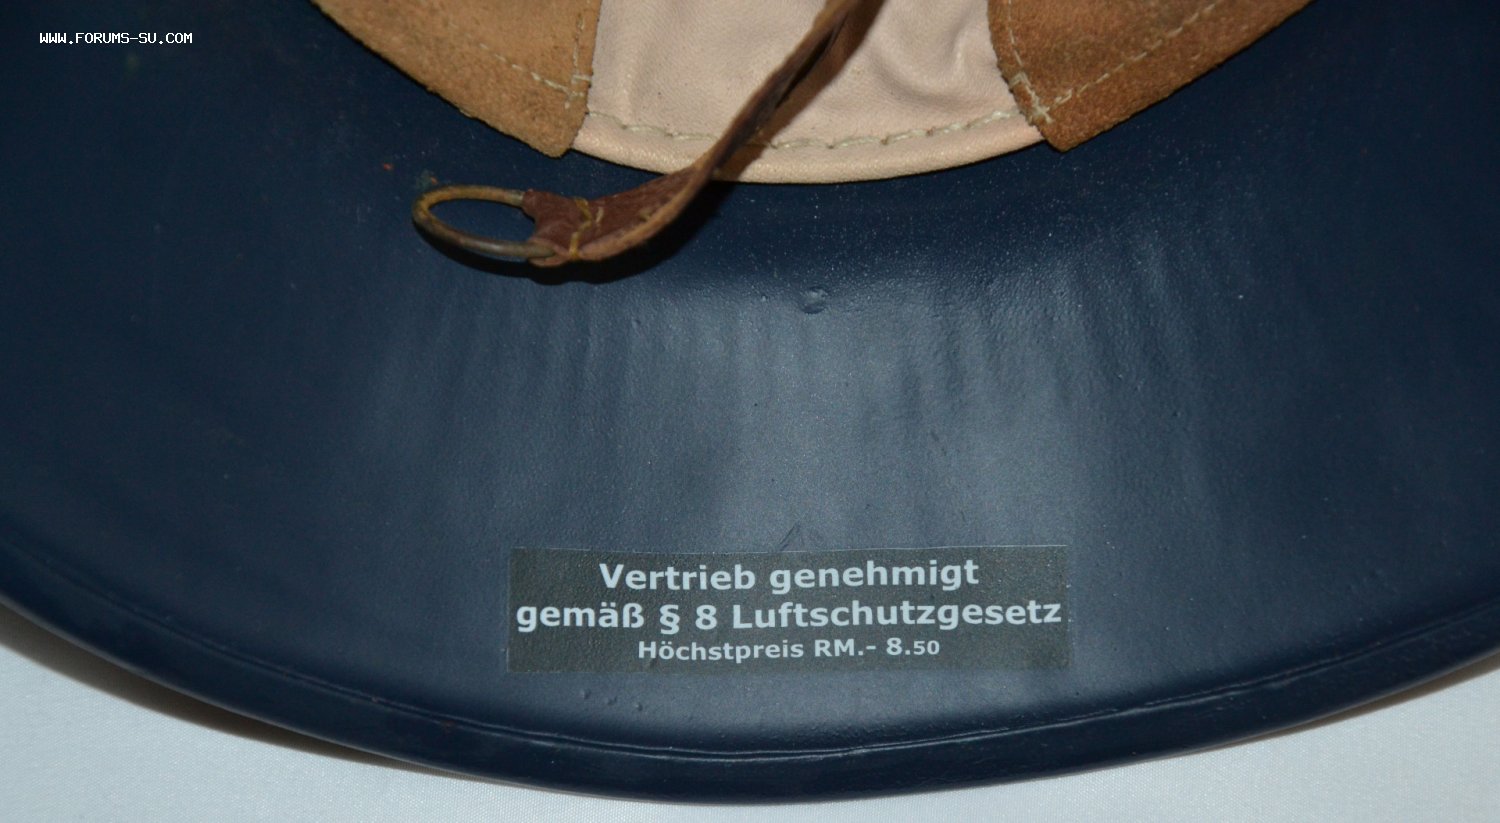 WWW.FORUMS-SU.COM
Vertrieb genehmigt
gemäß § 8 Luftschutzgesetz
Höchstpreis RM.- 8.50